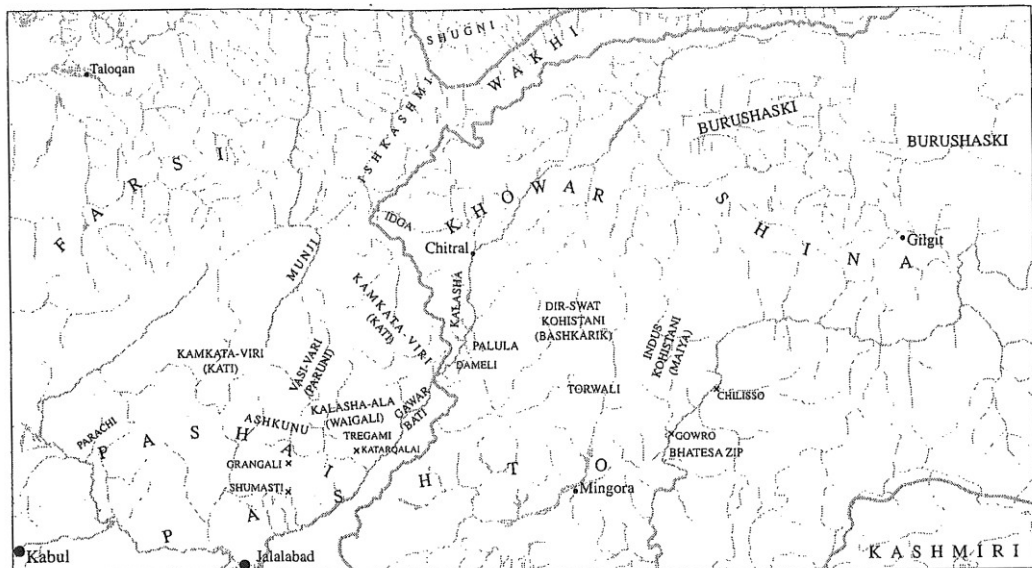 SHUGNI
WAKHI
Taloqan
ISHKASHMI
BURUSHASKI
BURUSHASKI
FARSI
KHOWAR
SHINA
IDGA
Chitral
Gilgit
MUNJI
KAMKATA-VIRI
(KATI)
KALASHA
DIR-SWAT
KOHISTANI
(BASHKARIK)
INDUS
KOHISTANI
(MAIYA)
PALULA
DAMELI
KAMKATA-VIRI
(KATI)
VASI-VARI
(PARUNI)
TORWALI
CHILISSO
KALASHA-ALA
(WAIGALI)
GAWAR
BATI
ASHKUNU
TREGAMI
KATARQALAI
PARACHI
PASHAI
GRANGALI
SHUMASTI
GOWRO
BHATESA ZIP
PASHTO
Mingora
Kabul
Jalalabad
KASHMIRI